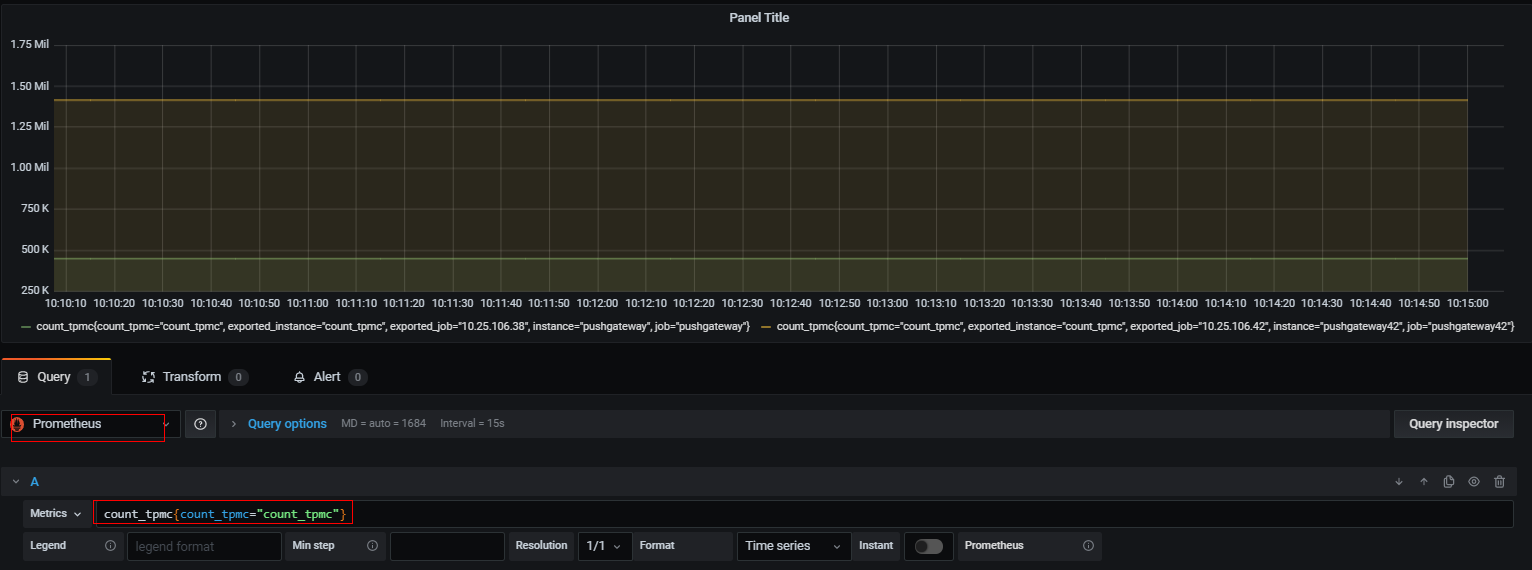 Panel Title
1.75 Mil
1.50 Mil
1.25 Mil
1.00 Mil
750 K
500 K
250 K
10:10:10 10:10:20 10:10:30 10:10:40 10:10:50 10:11:00 10:11:10 10:11:20 10:11:30 10:11:40 10:11:50 10:12:00 10:12:10 10:12:20 10:12:30 10:12:40 10:12:50 10:13:00 10:13:10 10:13:20 10:13:30 10:13:40 10:13:50 10:14:00 10:14:10 10:14:20 10:14:30 10:14:40 10:14:50 10:15:00
count_tpmc{count_tpmc="count_tpmc", exported_instance="count_tpmc", exported_job="10.25.106.38", instance="pushgateway", job="pushgateway"} count_tpmc{count_tpmc="count_tpmc", exported_instance="count_tpmc", exported_job="10.25.106.42", instance="pushgateway42", job="pushgateway42"}
Query 1 Transform 0 Alert 0
Prometheus Query options MD = auto = 1684 Interval = 15s Query inspector
A
Metrics count_tpmc{count_tpmc="count_tpmc"}
Legend legend format Min step Resolution 1/1 Format Time series Instant Prometheus